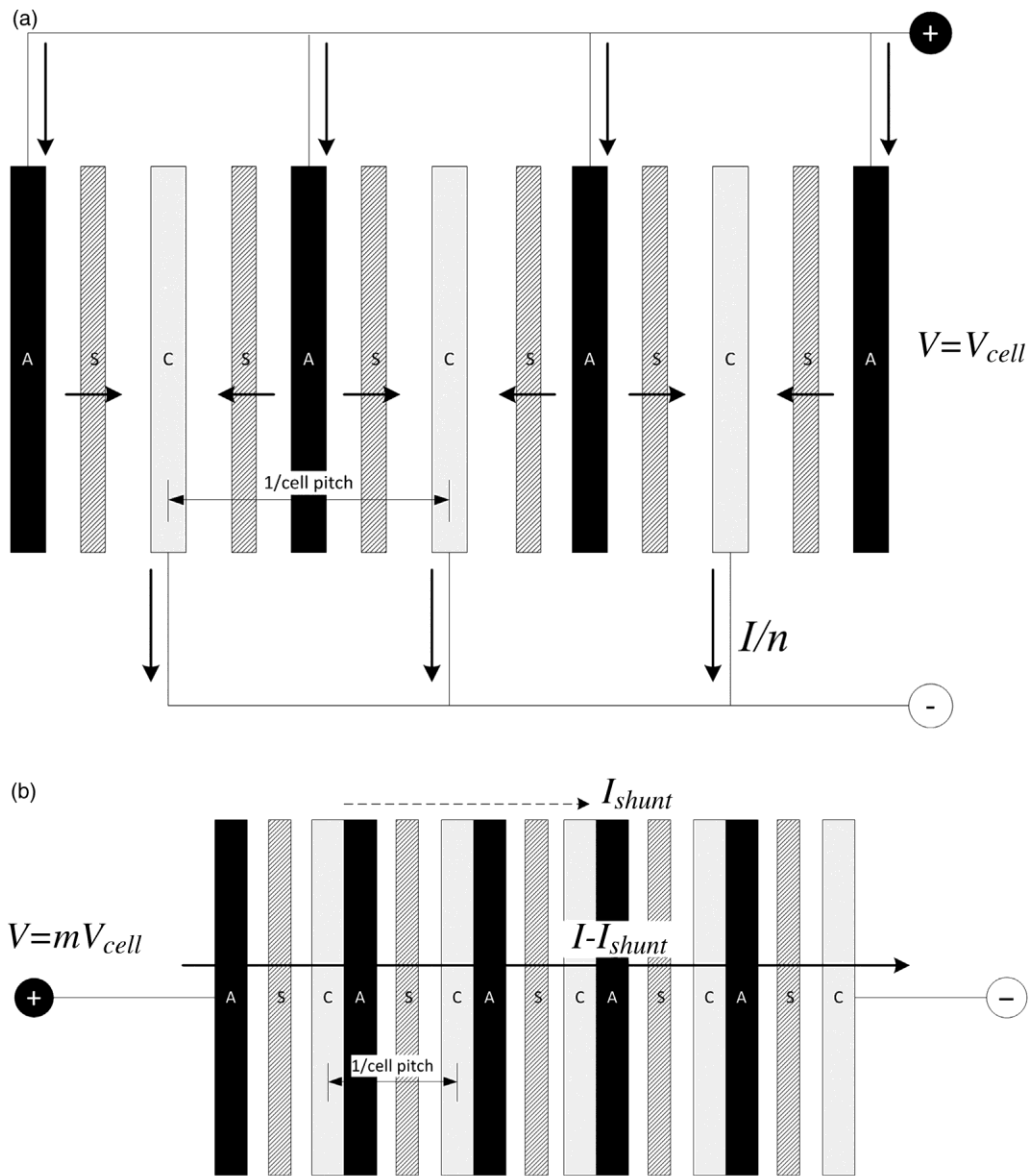 (a)
+
A S C S A S C S A S C S A
V=Vcell
1/cell pitch
I/n
-
(b)
Ishunt
V=mVcell
I-Ishunt
+
A S C A S C A S C A S C A S C
−
1/cell pitch